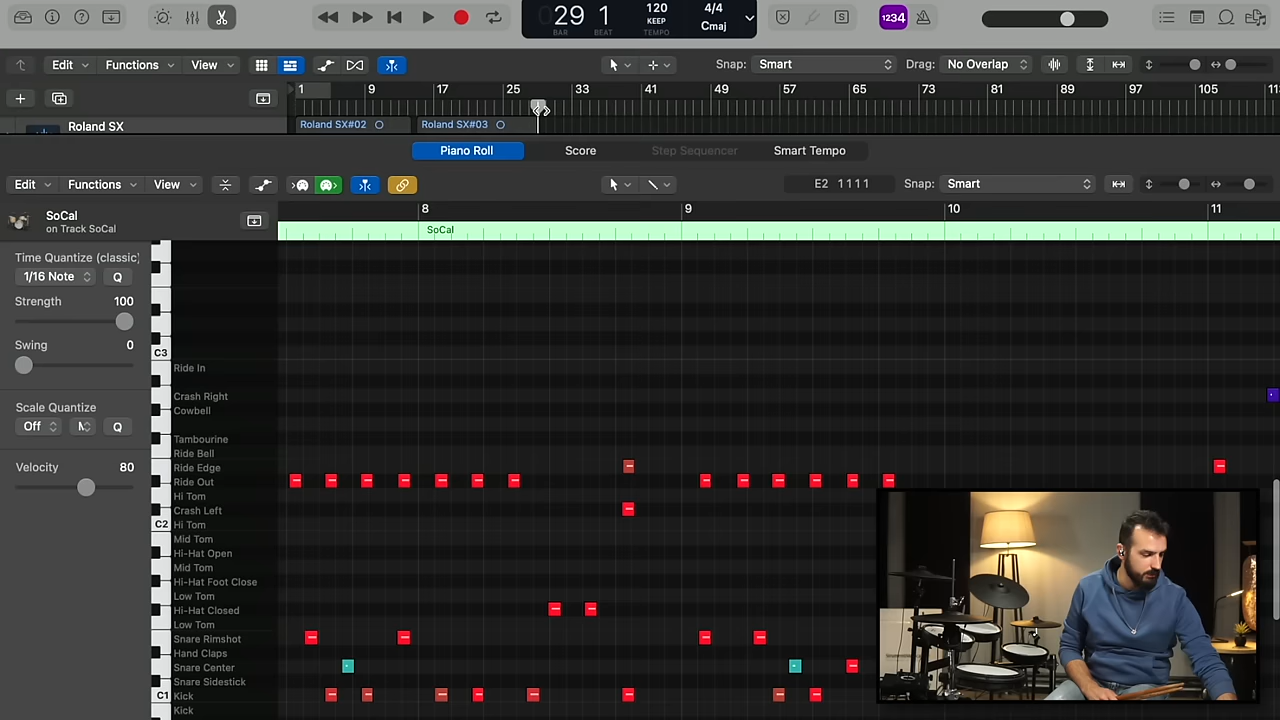 29 1 120 KEEP 4/4 Cmaj
BAR BEAT TEMPO
1234
Edit Functions View Snap: Smart Drag: No Overlap
1 9 17 25 33 41 49 57 65 73 81 89 97 105 113
Roland SX Roland SX#02 Roland SX#03
Piano Roll Score Step Sequencer Smart Tempo
Edit Functions View E2 1 1 1 1 Snap: Smart
SoCal
on Track SoCal
8 9 10 11
SoCal
Time Quantize (classic)
1/16 Note Q
Strength 100
Swing 0
Scale Quantize
Off Q
Velocity 80
C3
Ride In
Crash Right
Cowbell
Tambourine
Ride Bell
Ride Edge
Ride Out
Hi Tom
Crash Left
C2 Hi Tom
Mid Tom
Hi-Hat Open
Mid Tom
Hi-Hat Foot Close
Low Tom
Hi-Hat Closed
Low Tom
Snare Rimshot
Hand Claps
Snare Center
Snare Sidestick
C1 Kick
Kick